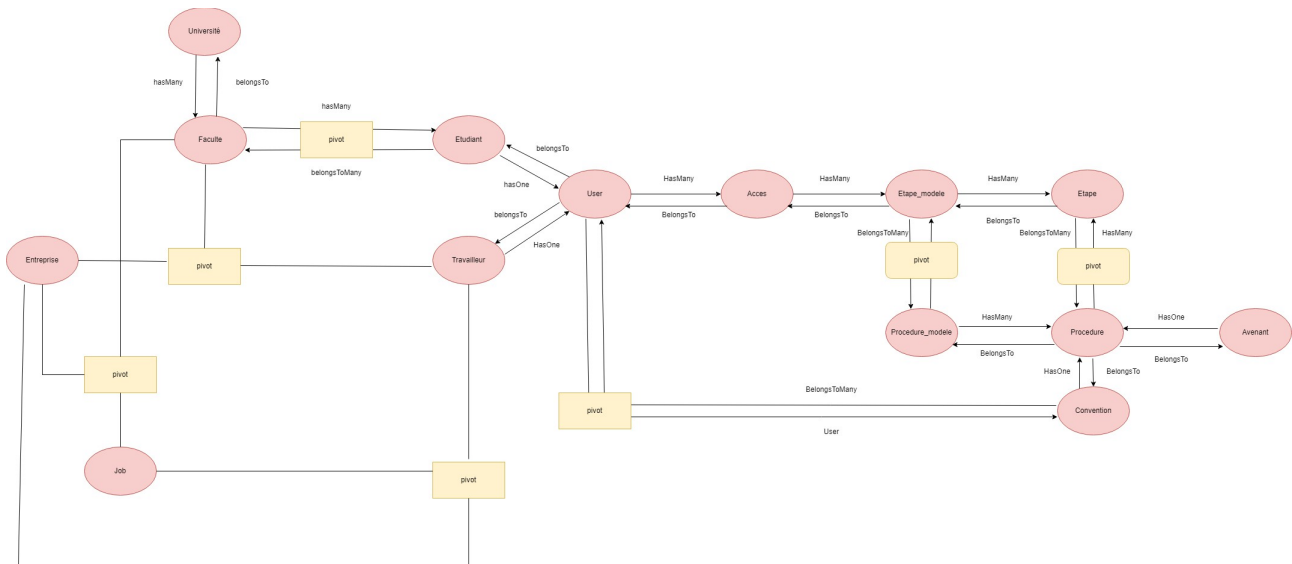 Université
hasMany
belongsTo
hasMany
Faculte
pivot
Etudiant
belongsToMany
belongsTo
hasOne
User
HasMany
BelongsTo
Acces
HasMany
BelongsTo
Etape_modele
HasMany
BelongsTo
Etape
belongsTo
HasOne
BelongsToMany
BelongsToMany
HasMany
Entreprise
pivot
Travailleur
pivot
pivot
Procedure_modele
HasMany
BelongsTo
Procedure
HasOne
BelongsTo
Avenant
HasOne
BelongsTo
pivot
BelongsToMany
pivot
User
Convention
Job
pivot